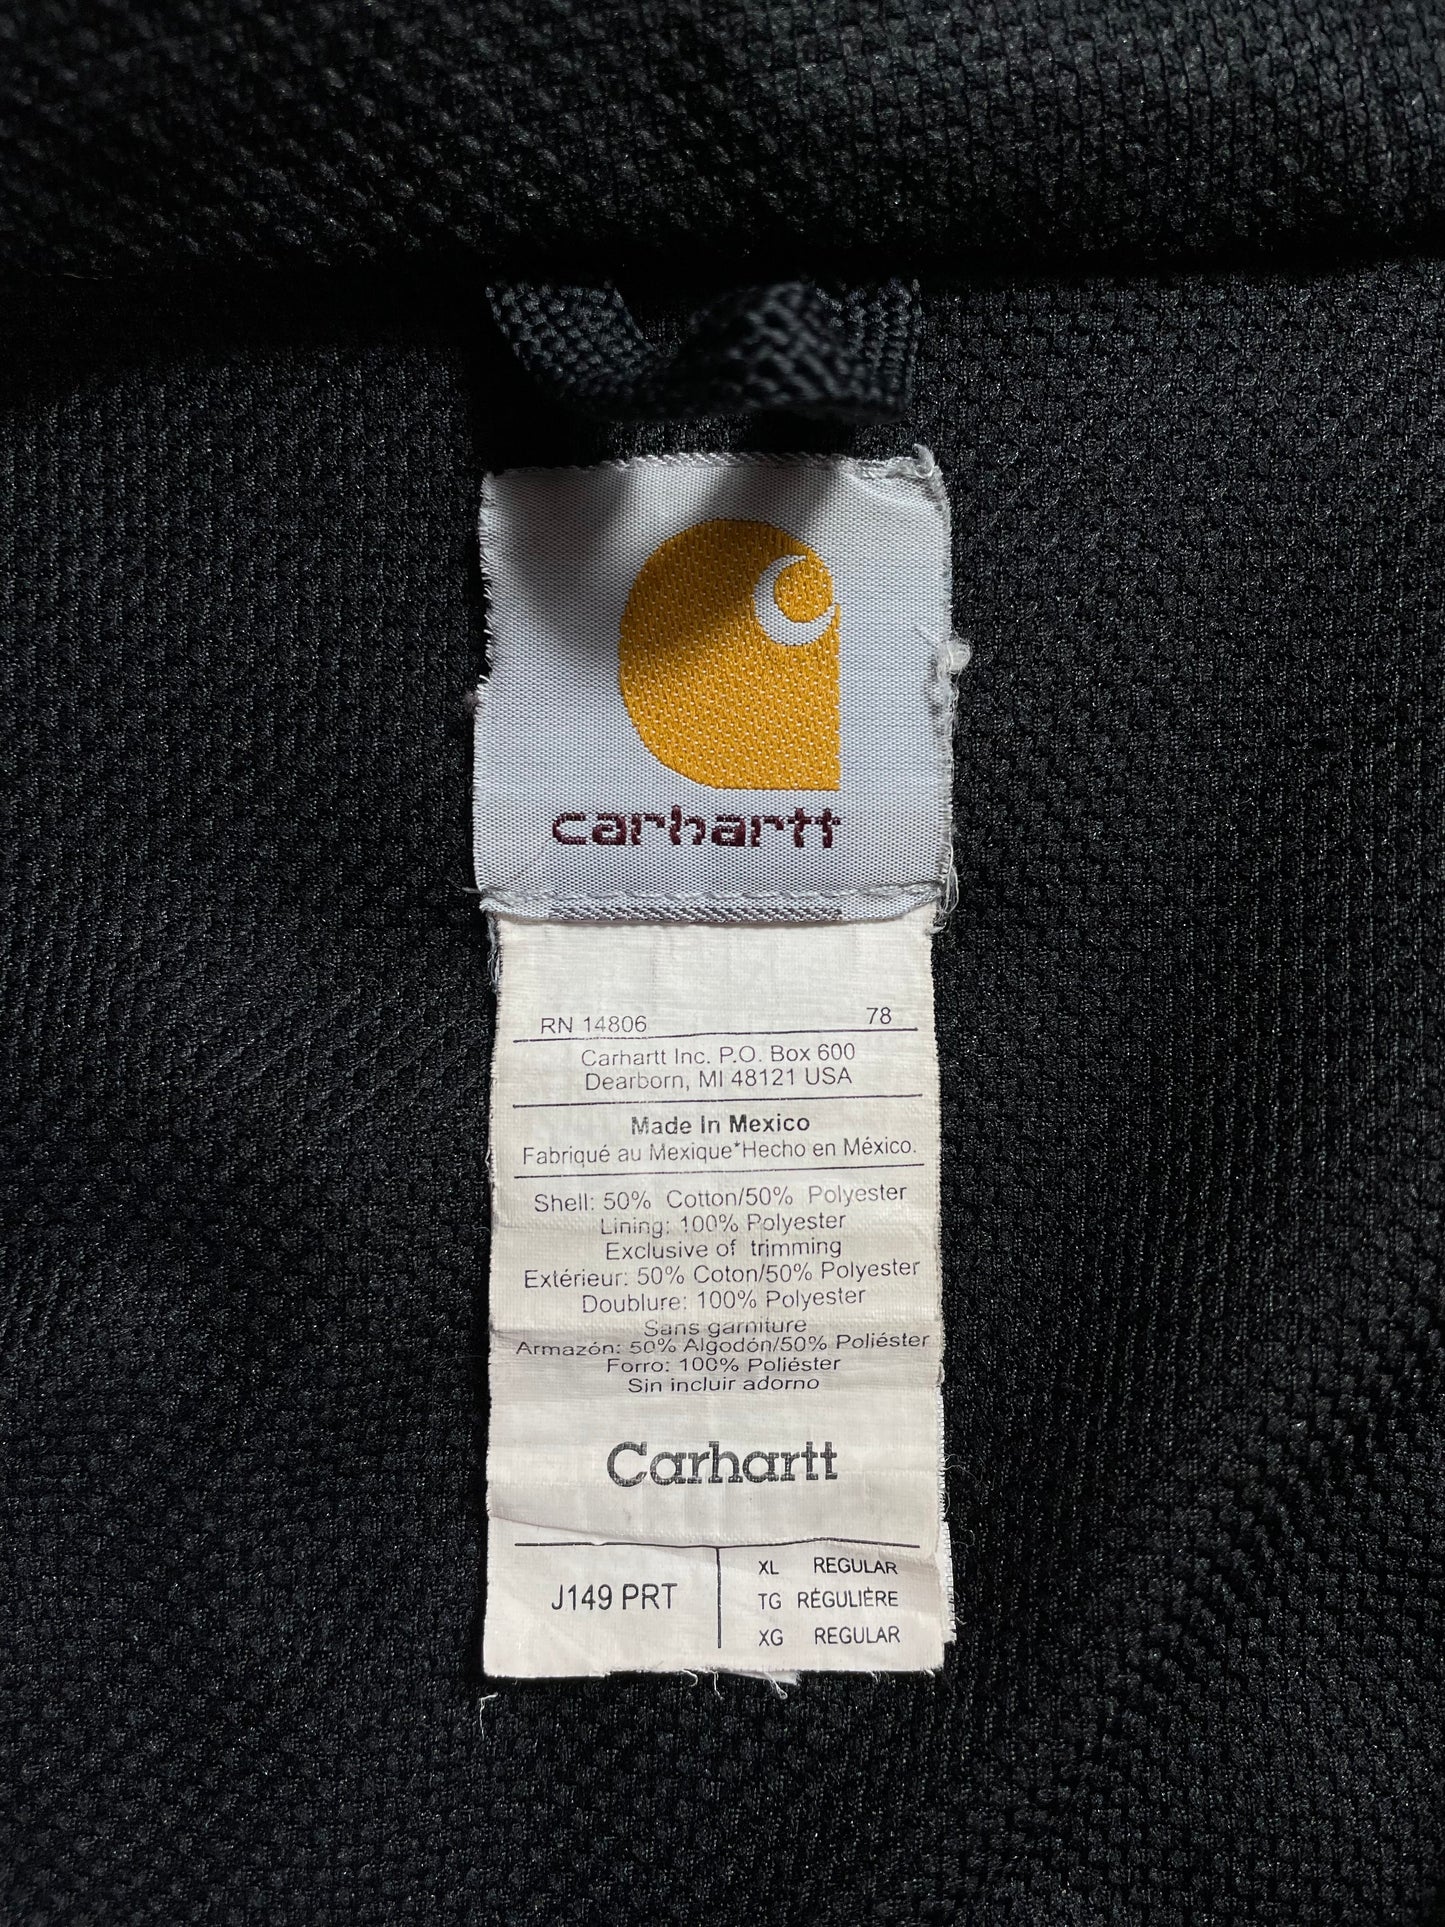 carhartt
RN 14806 78
Carhartt Inc. P.O. Box 600
Dearborn, MI 48121 USA
Made In Mexico
Fabriqué au Mexique*Hecho en México.
Shell: 50% Cotton/50% Polyester
Lining: 100% Polyester
Exclusive of trimming
Extérieur: 50% Coton/50% Polyester
Doublure: 100% Polyester
Sans garniture
Armazón: 50% Algodón/50% Poliéster
Forro: 100% Poliéster
Sin incluir adorno
Carhartt
J149 PRT
XL REGULAR
TG RÉGULIÈRE
XG REGULAR